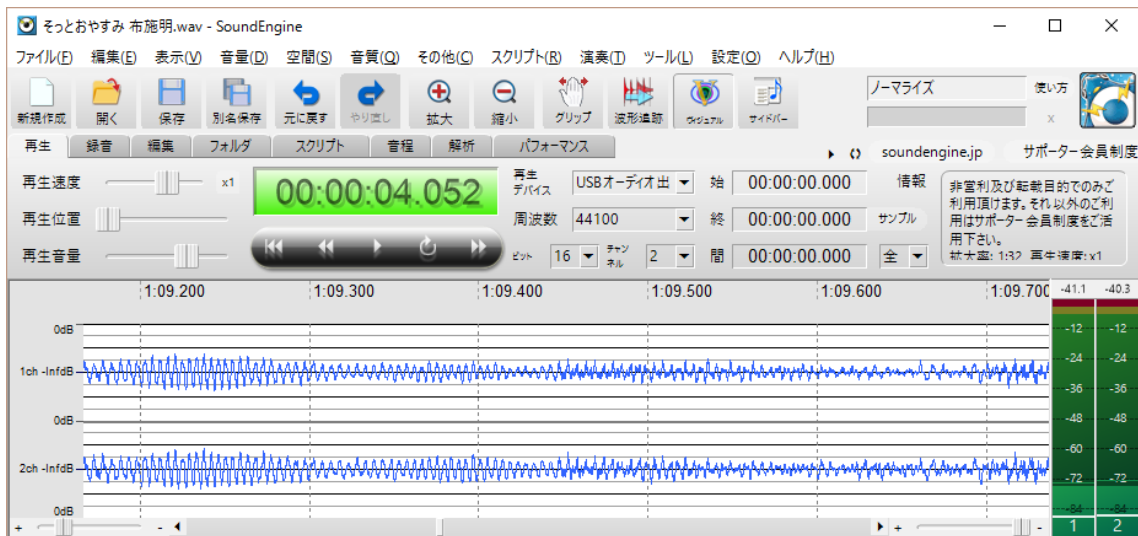 そっとおやすみ 布施明.wav - SoundEngine
ファイル(F) 編集(E) 表示(V) 音量(D) 空間(S) 音質(Q) その他(C) スクリプト(R) 演奏(T) ツール(L) 設定(O) ヘルプ(H)
新規作成 開く 保存 別名保存 元に戻す やり直し 拡大 縮小 グリップ 波形追跡 ヴィジュアル サイドバー
ノーマライズ 使い方
x
再生 録音 編集 フォルダ スクリプト 音程 解析 パフォーマンス
soundengine.jp サポーター会員制度
再生速度 x1
再生位置
再生音量
00:00:04.052
再生デバイス USBオーディオ出
周波数 44100
ビット 16 チャンネル 2
始 00:00:00.000
終 00:00:00.000
間 00:00:00.000
情報
サンプル
全
非営利及び転載目的でのみご
利用頂けます。それ以外のご利
用はサポーター会員制度をご活
用下さい。
拡大率: 1:32 再生速度: x1
1:09.200 1:09.300 1:09.400 1:09.500 1:09.600 1:09.700
-41.1 -40.3
0dB
1ch -InfdB
0dB
2ch -InfdB
0dB
-12 -12
-24 -24
-36 -36
-48 -48
-60 -60
-72 -72
-84 -84
1 2
+ - + -